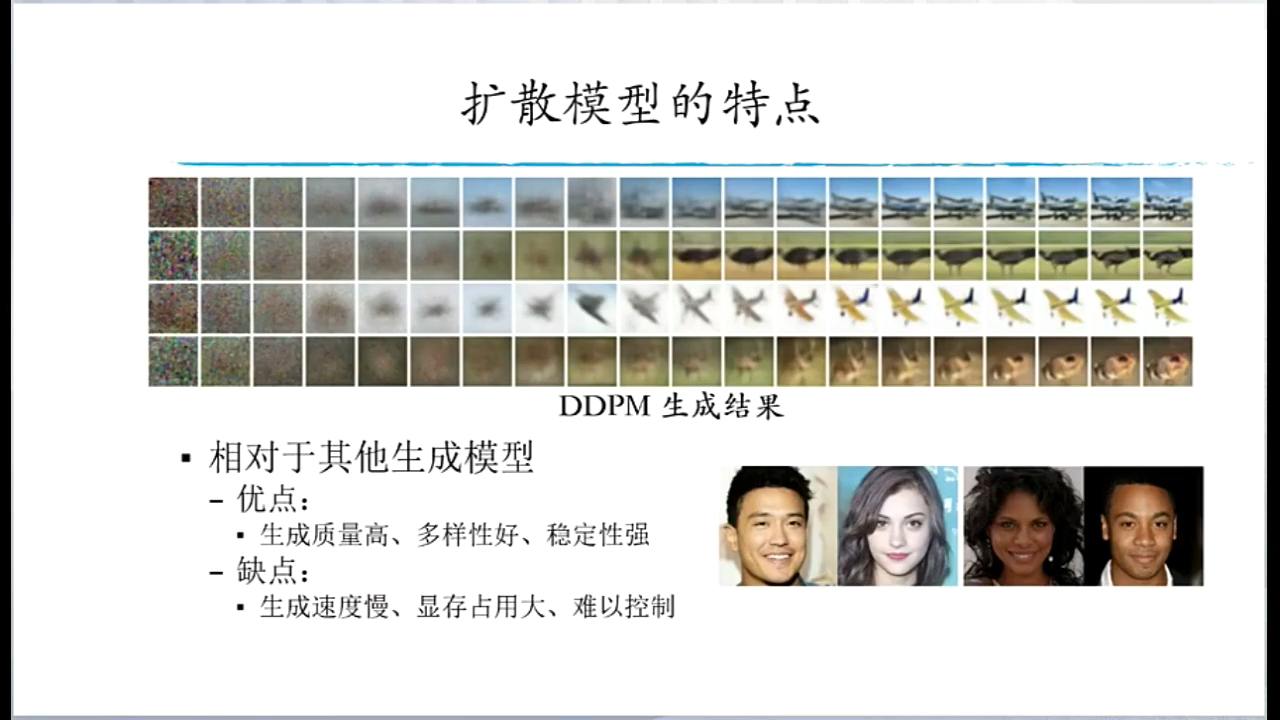 扩散模型的特点
DDPM 生成结果
▪ 相对于其他生成模型
– 优点：
▪ 生成质量高、多样性好、稳定性强
– 缺点：
▪ 生成速度慢、显存占用大、难以控制